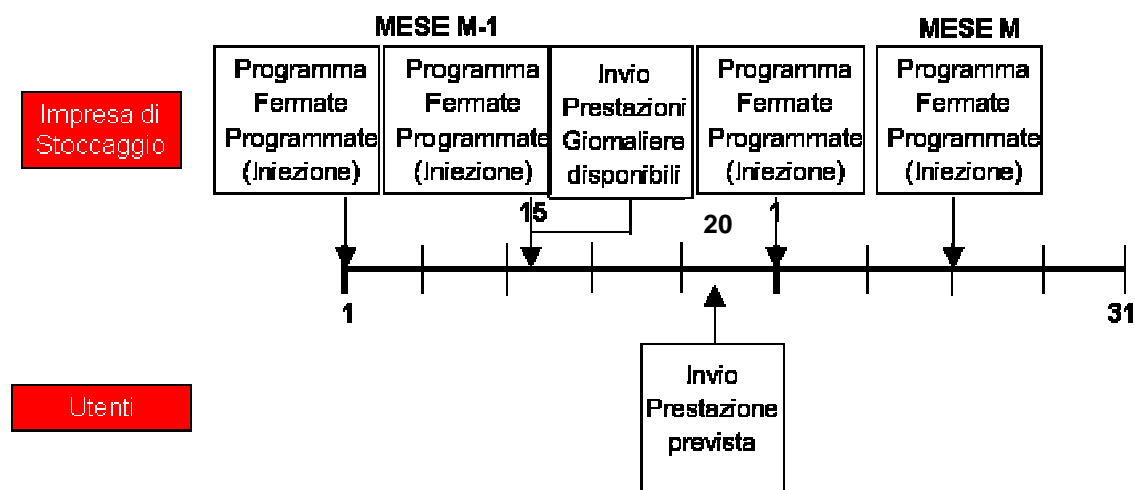 MESE M-1
MESE M
Programma
Fermate
Programmate
(Iniezione)
Programma
Fermate
Programmate
(Iniezione)
Invio
Prestazioni
Giornaliere
disponibili
Programma
Fermate
Programmate
(Iniezione)
Programma
Fermate
Programmate
(Iniezione)
Impresa di
Stoccaggio
15
20
1
1
31
Utenti
Invio
Prestazione
prevista